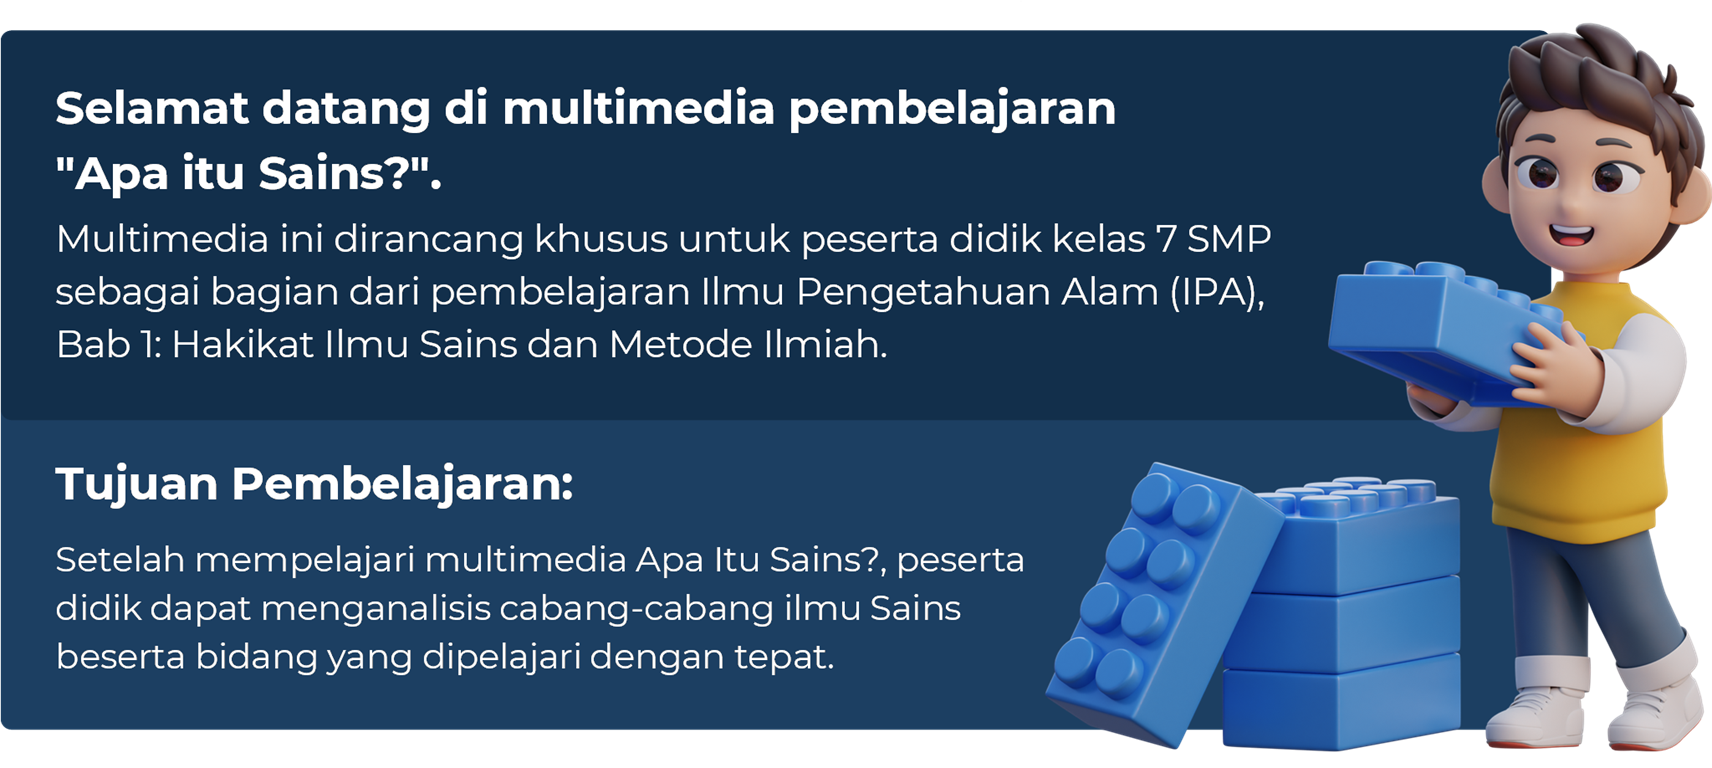 Selamat datang di multimedia pembelajaran
"Apa itu Sains?".
Multimedia ini dirancang khusus untuk peserta didik kelas 7 SMP
sebagai bagian dari pembelajaran Ilmu Pengetahuan Alam (IPA),
Bab 1: Hakikat Ilmu Sains dan Metode Ilmiah.
Tujuan Pembelajaran:
Setelah mempelajari multimedia Apa Itu Sains?, peserta
didik dapat menganalisis cabang-cabang ilmu Sains
beserta bidang yang dipelajari dengan tepat.